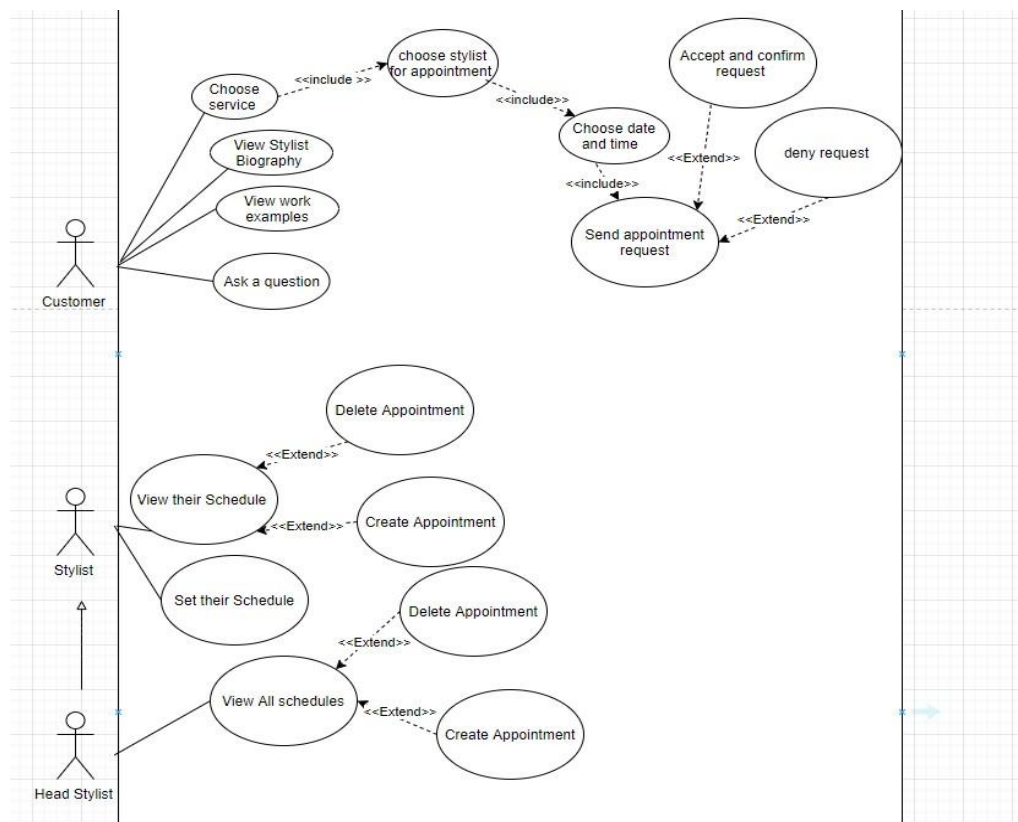 choose stylist
for appointment
Accept and confirm
request
<<include >>
Choose
service
<<include>>
Choose date
and time
View Stylist
Biography
<<Extend>>
deny request
<<include>>
View work
examples
<<Extend>>
Send appointment
request
Ask a question
Customer
Delete Appointment
<<Extend>>
View their Schedule
<<Extend>>
Create Appointment
Stylist
Set their Schedule
Delete Appointment
<<Extend>>
View All schedules
<<Extend>>
Create Appointment
Head Stylist